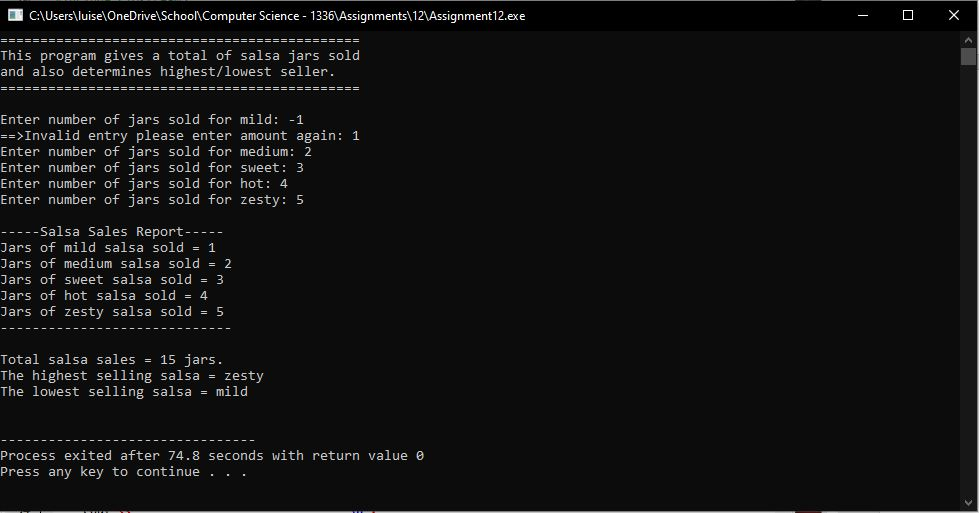 C:\Users\luise\OneDrive\School\Computer Science - 1336\Assignments\12\Assignment12.exe
=============================================
This program gives a total of salsa jars sold
and also determines highest/lowest seller.
=============================================
Enter number of jars sold for mild: -1
==>Invalid entry please enter amount again: 1
Enter number of jars sold for medium: 2
Enter number of jars sold for sweet: 3
Enter number of jars sold for hot: 4
Enter number of jars sold for zesty: 5
-----Salsa Sales Report-----
Jars of mild salsa sold = 1
Jars of medium salsa sold = 2
Jars of sweet salsa sold = 3
Jars of hot salsa sold = 4
Jars of zesty salsa sold = 5
-----------------------------
Total salsa sales = 15 jars.
The highest selling salsa = zesty
The lowest selling salsa = mild
--------------------------------
Process exited after 74.8 seconds with return value 0
Press any key to continue . . .